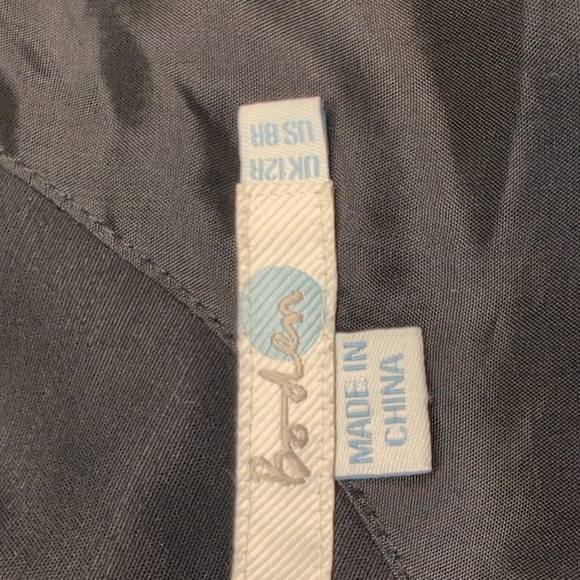 UK12R
US 8R
Boden
MADE IN
CHINA